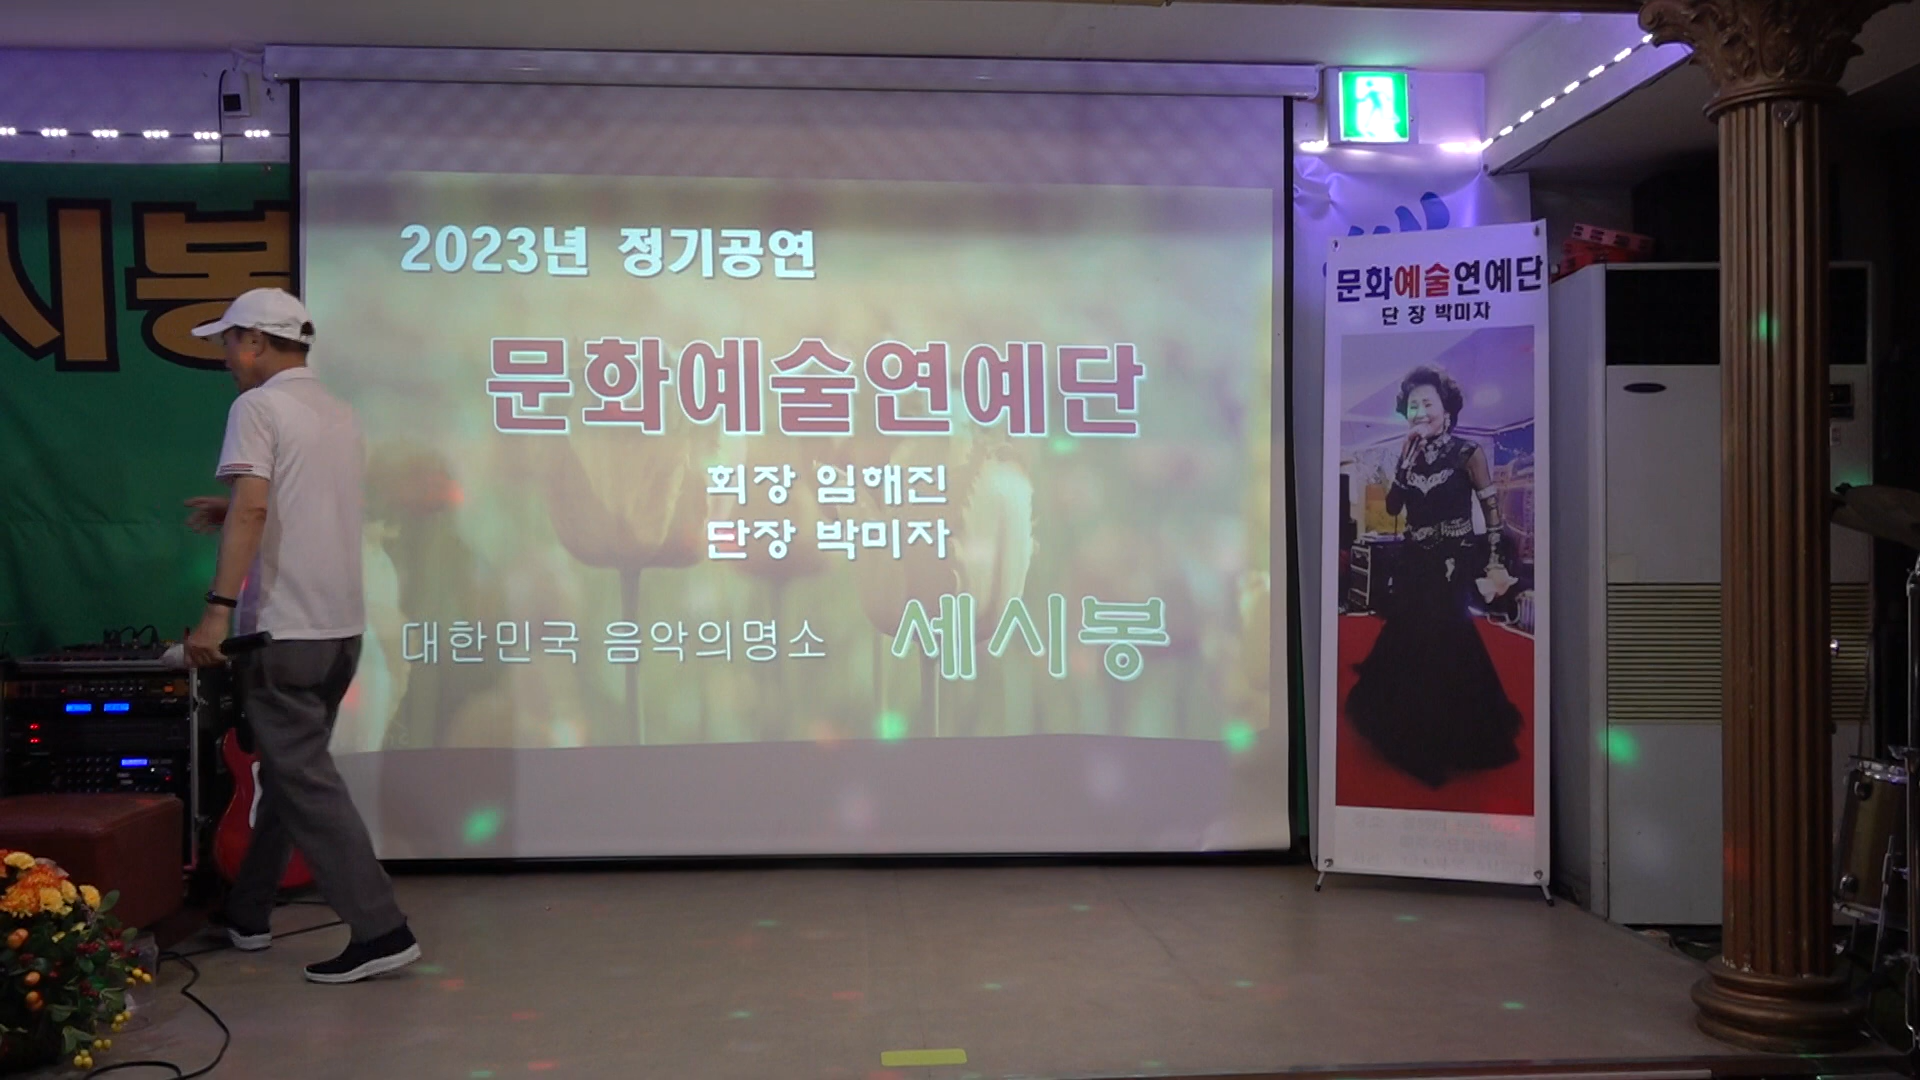 시봉
2023년 정기공연
문화예술연예단
회장 임해진
단장 박미자
대한민국 음악의명소 세시봉
문화예술연예단
단 장 박미자